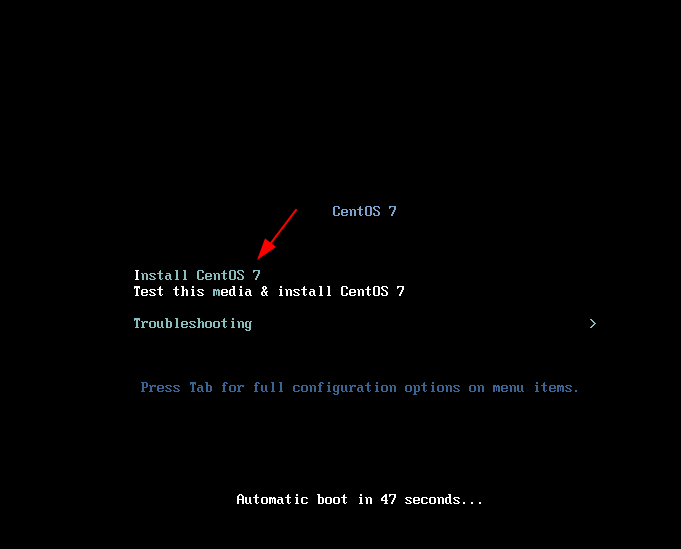 CentOS 7
Install CentOS 7
Test this media & install CentOS 7
Troubleshooting >
Press Tab for full configuration options on menu items.
Automatic boot in 47 seconds...